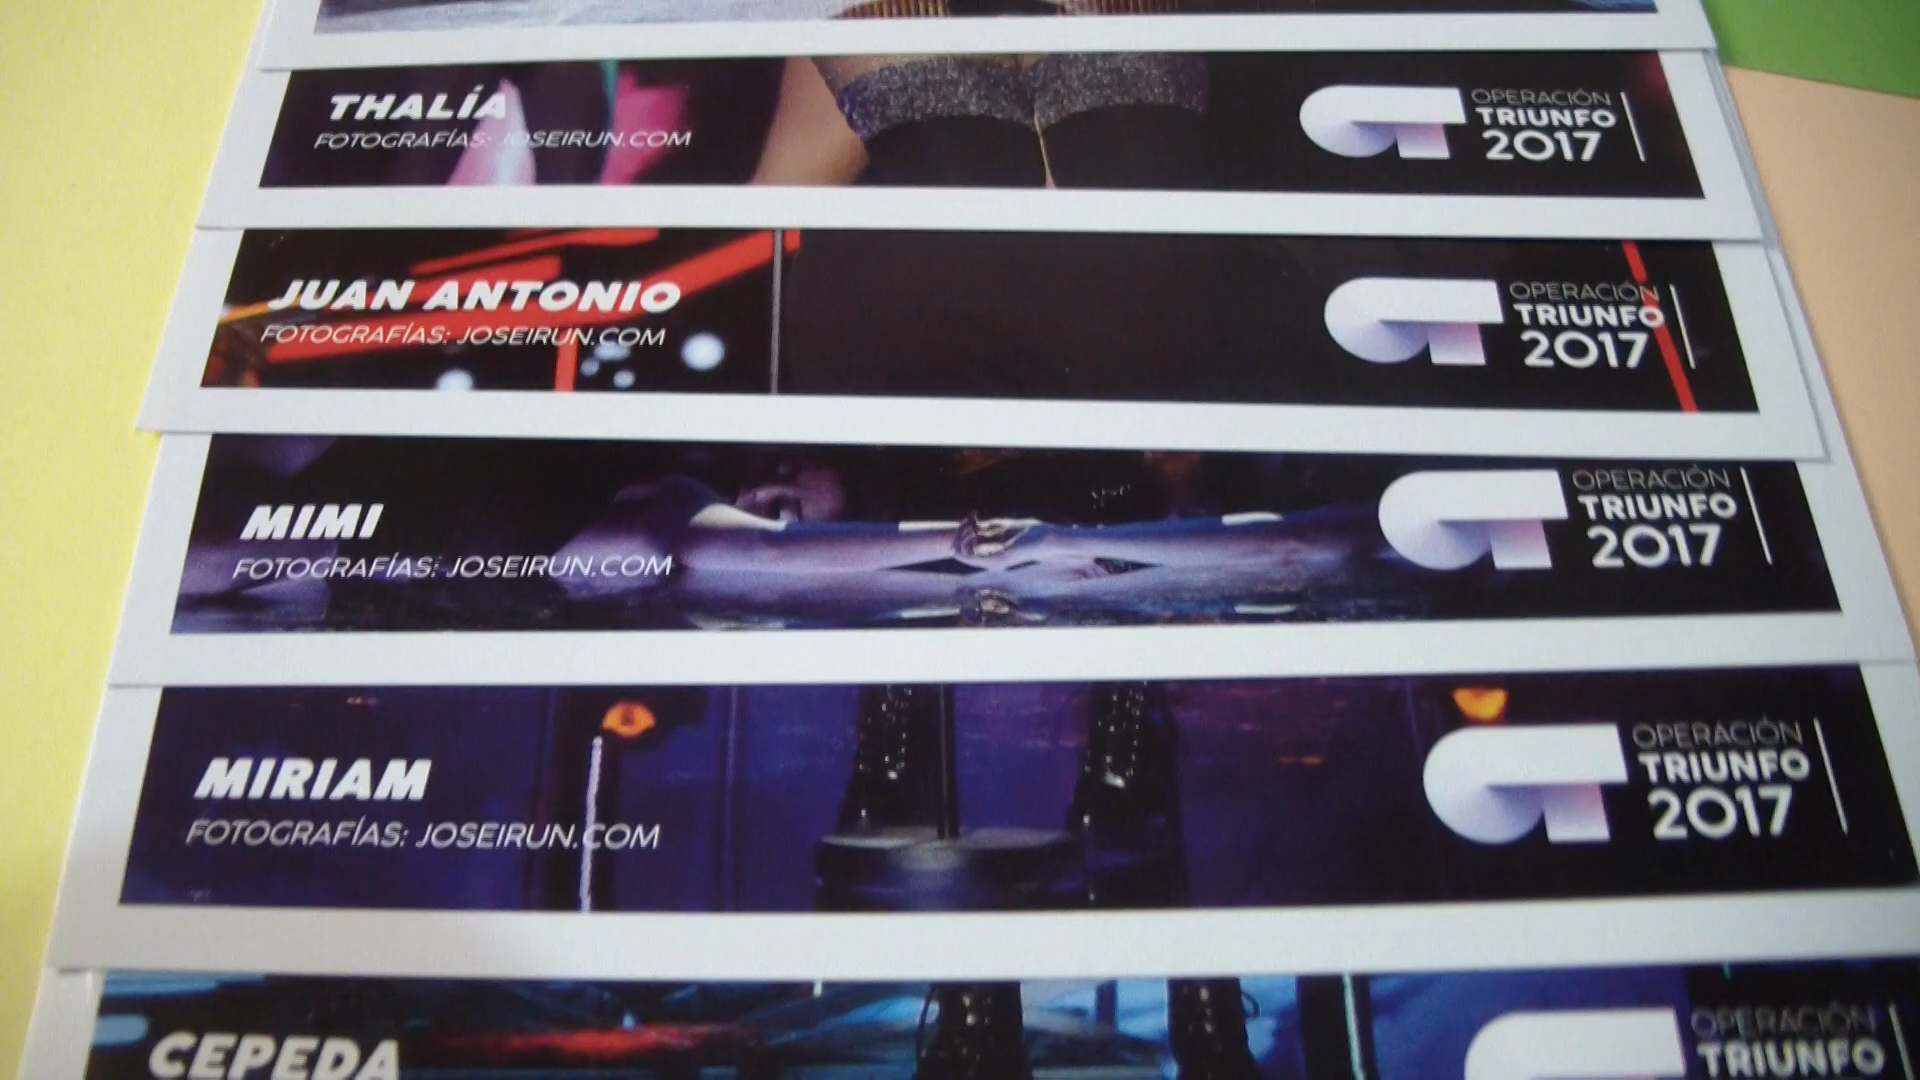 THALÍA
FOTOGRAFÍAS: JOSEIRUN.COM
OPERACIÓN
TRIUNFO
2017
JUAN ANTONIO
FOTOGRAFÍAS: JOSEIRUN.COM
OPERACIÓN
TRIUNFO
2017
MIMI
FOTOGRAFÍAS: JOSEIRUN.COM
OPERACIÓN
TRIUNFO
2017
MIRIAM
FOTOGRAFÍAS: JOSEIRUN.COM
OPERACIÓN
TRIUNFO
2017
CEPEDA
OPERACIÓN
TRIUNFO